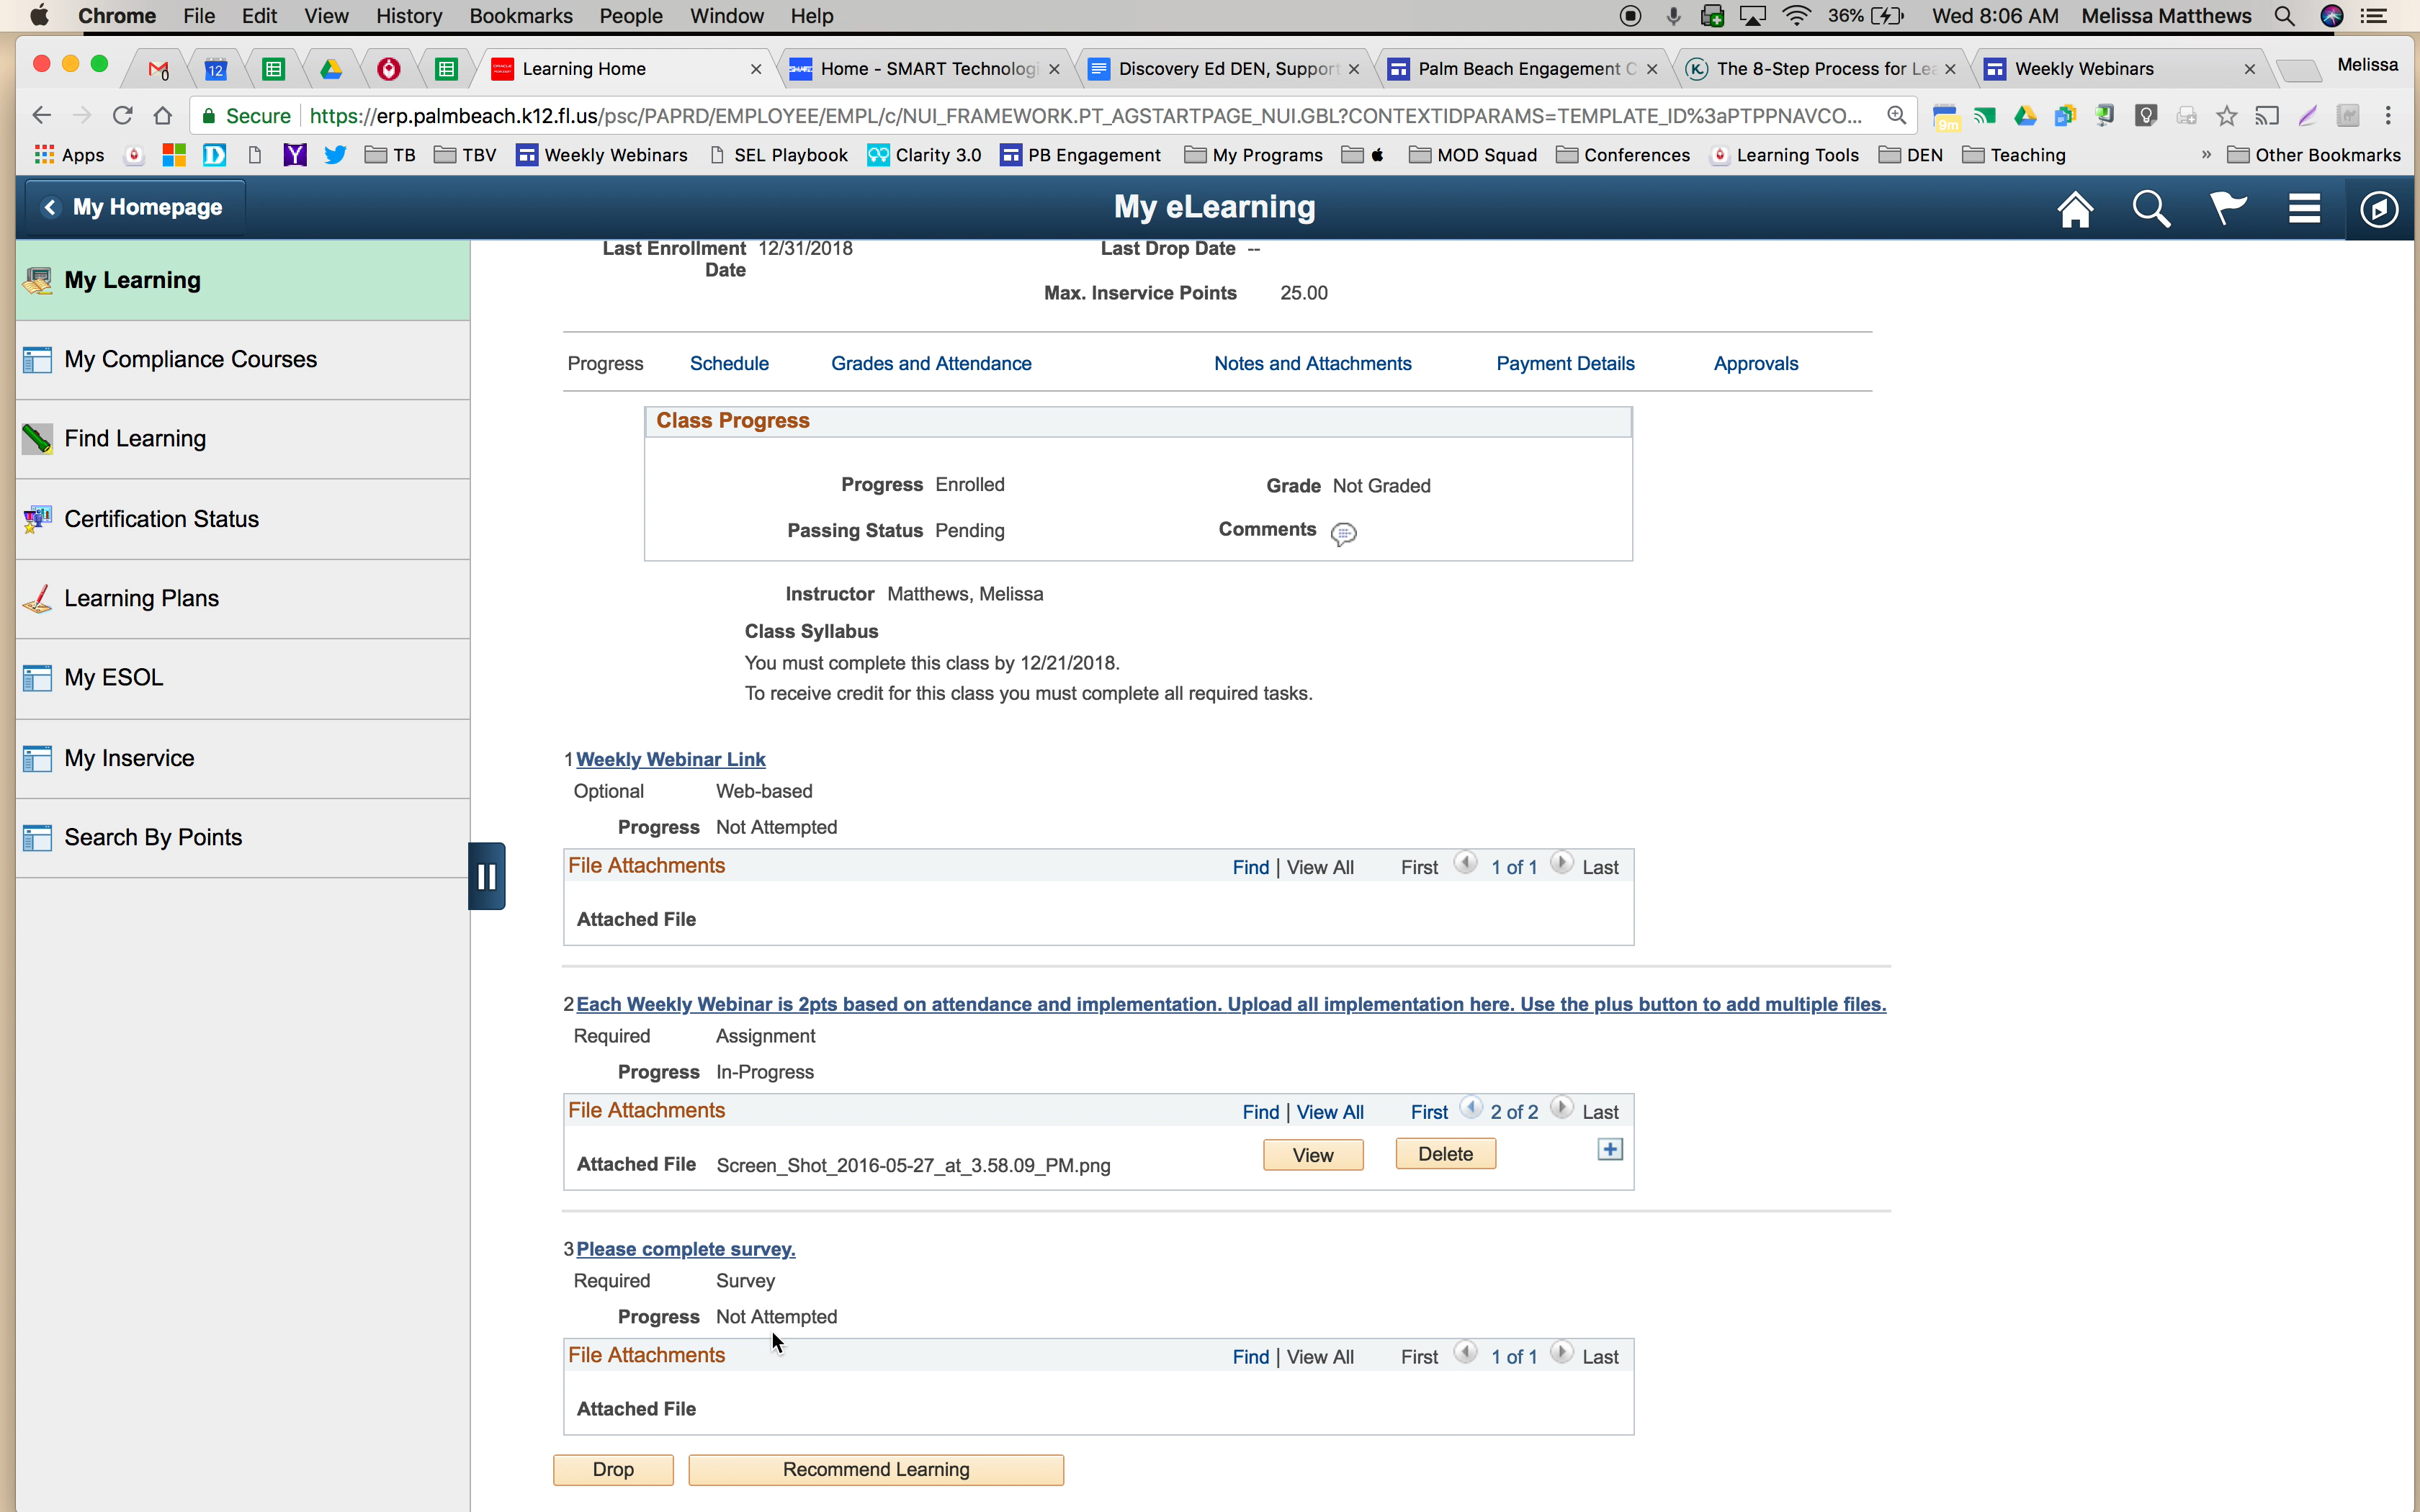 Chrome File Edit View History Bookmarks People Window Help 36% Wed 8:06 AM Melissa Matthews
0 12 Learning Home Home - SMART Technologi Discovery Ed DEN, Support Palm Beach Engagement C The 8-Step Process for Lea Weekly Webinars Melissa
Secure https://erp.palmbeach.k12.fl.us/psc/PAPRD/EMPLOYEE/EMPL/c/NUI_FRAMEWORK.PT_AGSTARTPAGE_NUI.GBL?CONTEXTIDPARAMS=TEMPLATE_ID%3aPTPPNAVCO... 9m
Apps TB TBV Weekly Webinars SEL Playbook Clarity 3.0 PB Engagement My Programs MOD Squad Conferences Learning Tools DEN Teaching » Other Bookmarks
My Homepage My eLearning
My Learning
My Compliance Courses
Find Learning
Certification Status
Learning Plans
My ESOL
My Inservice
Search By Points
Last Enrollment Date 12/31/2018 Last Drop Date --
Max. Inservice Points 25.00
Progress Schedule Grades and Attendance Notes and Attachments Payment Details Approvals
Class Progress
Progress Enrolled Grade Not Graded
Passing Status Pending Comments
Instructor Matthews, Melissa
Class Syllabus
You must complete this class by 12/21/2018.
To receive credit for this class you must complete all required tasks.
1 Weekly Webinar Link
Optional Web-based
Progress Not Attempted
File Attachments Find | View All First 1 of 1 Last
Attached File
2 Each Weekly Webinar is 2pts based on attendance and implementation. Upload all implementation here. Use the plus button to add multiple files.
Required Assignment
Progress In-Progress
File Attachments Find | View All First 2 of 2 Last
Attached File Screen_Shot_2016-05-27_at_3.58.09_PM.png View Delete
3 Please complete survey.
Required Survey
Progress Not Attempted
File Attachments Find | View All First 1 of 1 Last
Attached File
Drop Recommend Learning